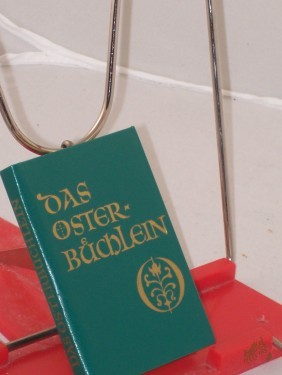 DAS
OSTER-
BÜCHLEIN